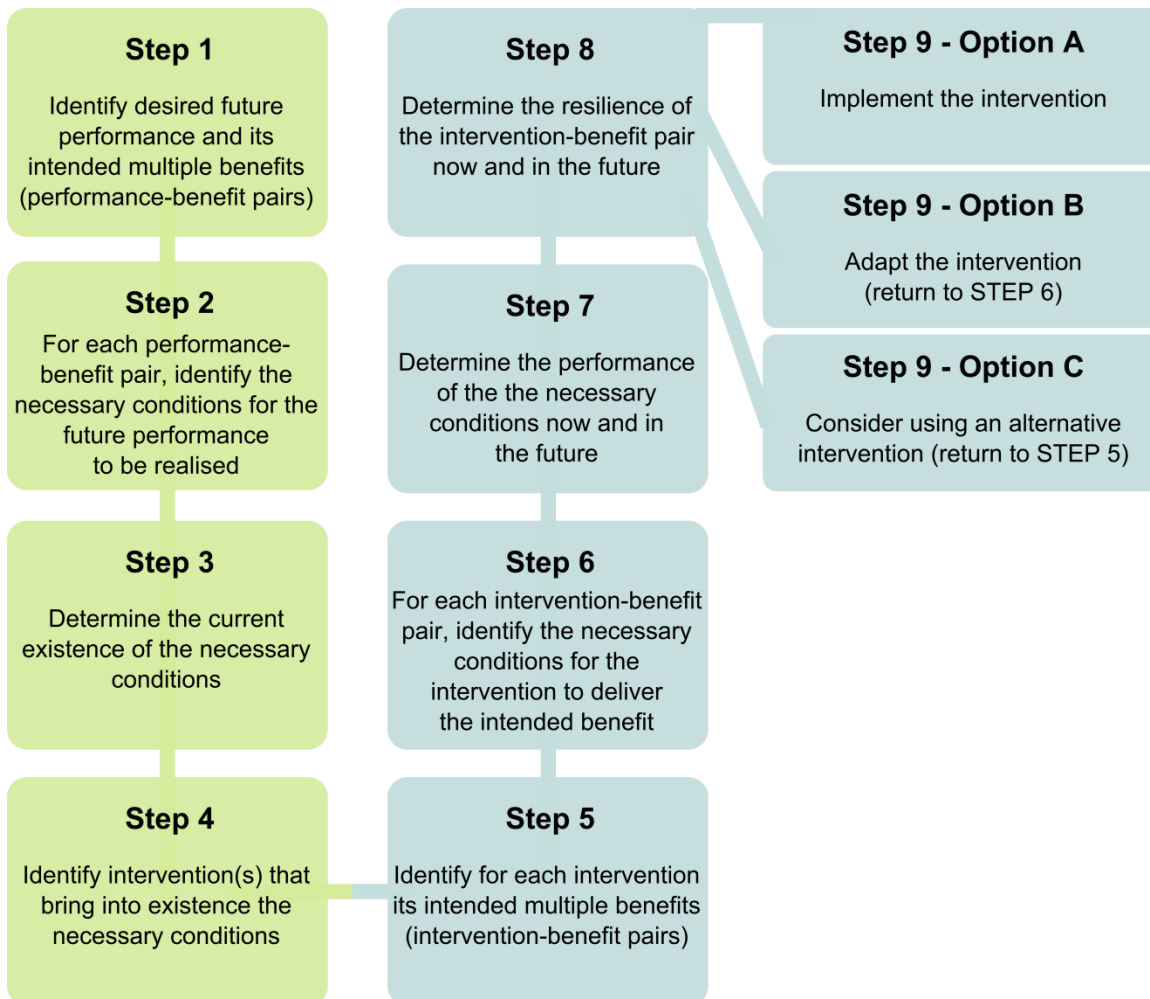 Step 1
Identify desired future
performance and its
intended multiple benefits
(performance-benefit pairs)
Step 2
For each performance-
benefit pair, identify the
necessary conditions for the
future performance
to be realised
Step 3
Determine the current
existence of the necessary
conditions
Step 4
Identify intervention(s) that
bring into existence the
necessary conditions
Step 5
Identify for each intervention
its intended multiple benefits
(intervention-benefit pairs)
Step 6
For each intervention-benefit
pair, identify the necessary
conditions for the
intervention to deliver
the intended benefit
Step 7
Determine the performance
of the the necessary
conditions now and in
the future
Step 8
Determine the resilience of
the intervention-benefit pair
now and in the future
Step 9 - Option A
Implement the intervention
Step 9 - Option B
Adapt the intervention
(return to STEP 6)
Step 9 - Option C
Consider using an alternative
intervention (return to STEP 5)